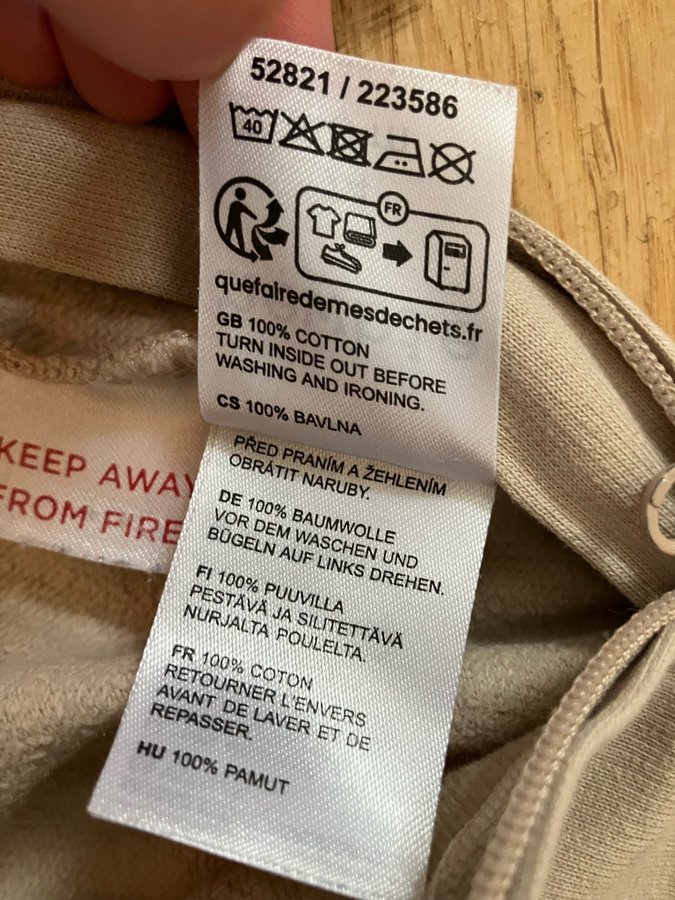 52821 / 223586
40
FR
quefairedemesdechets.fr
GB 100% COTTON
TURN INSIDE OUT BEFORE
WASHING AND IRONING.
CS 100% BAVLNA
PŘED PRANÍM A ŽEHLENÍM
OBRÁTIT NARUBY.
DE 100% BAUMWOLLE
VOR DEM WASCHEN UND
BÜGELN AUF LINKS DREHEN.
FI 100% PUUVILLA
PESTÄVÄ JA SILITETTÄVÄ
NURJALTA POULELTA.
FR 100% COTON
RETOURNER L'ENVERS
AVANT DE LAVER ET DE
REPASSER.
HU 100% PAMUT
KEEP AWAY
FROM FIRE